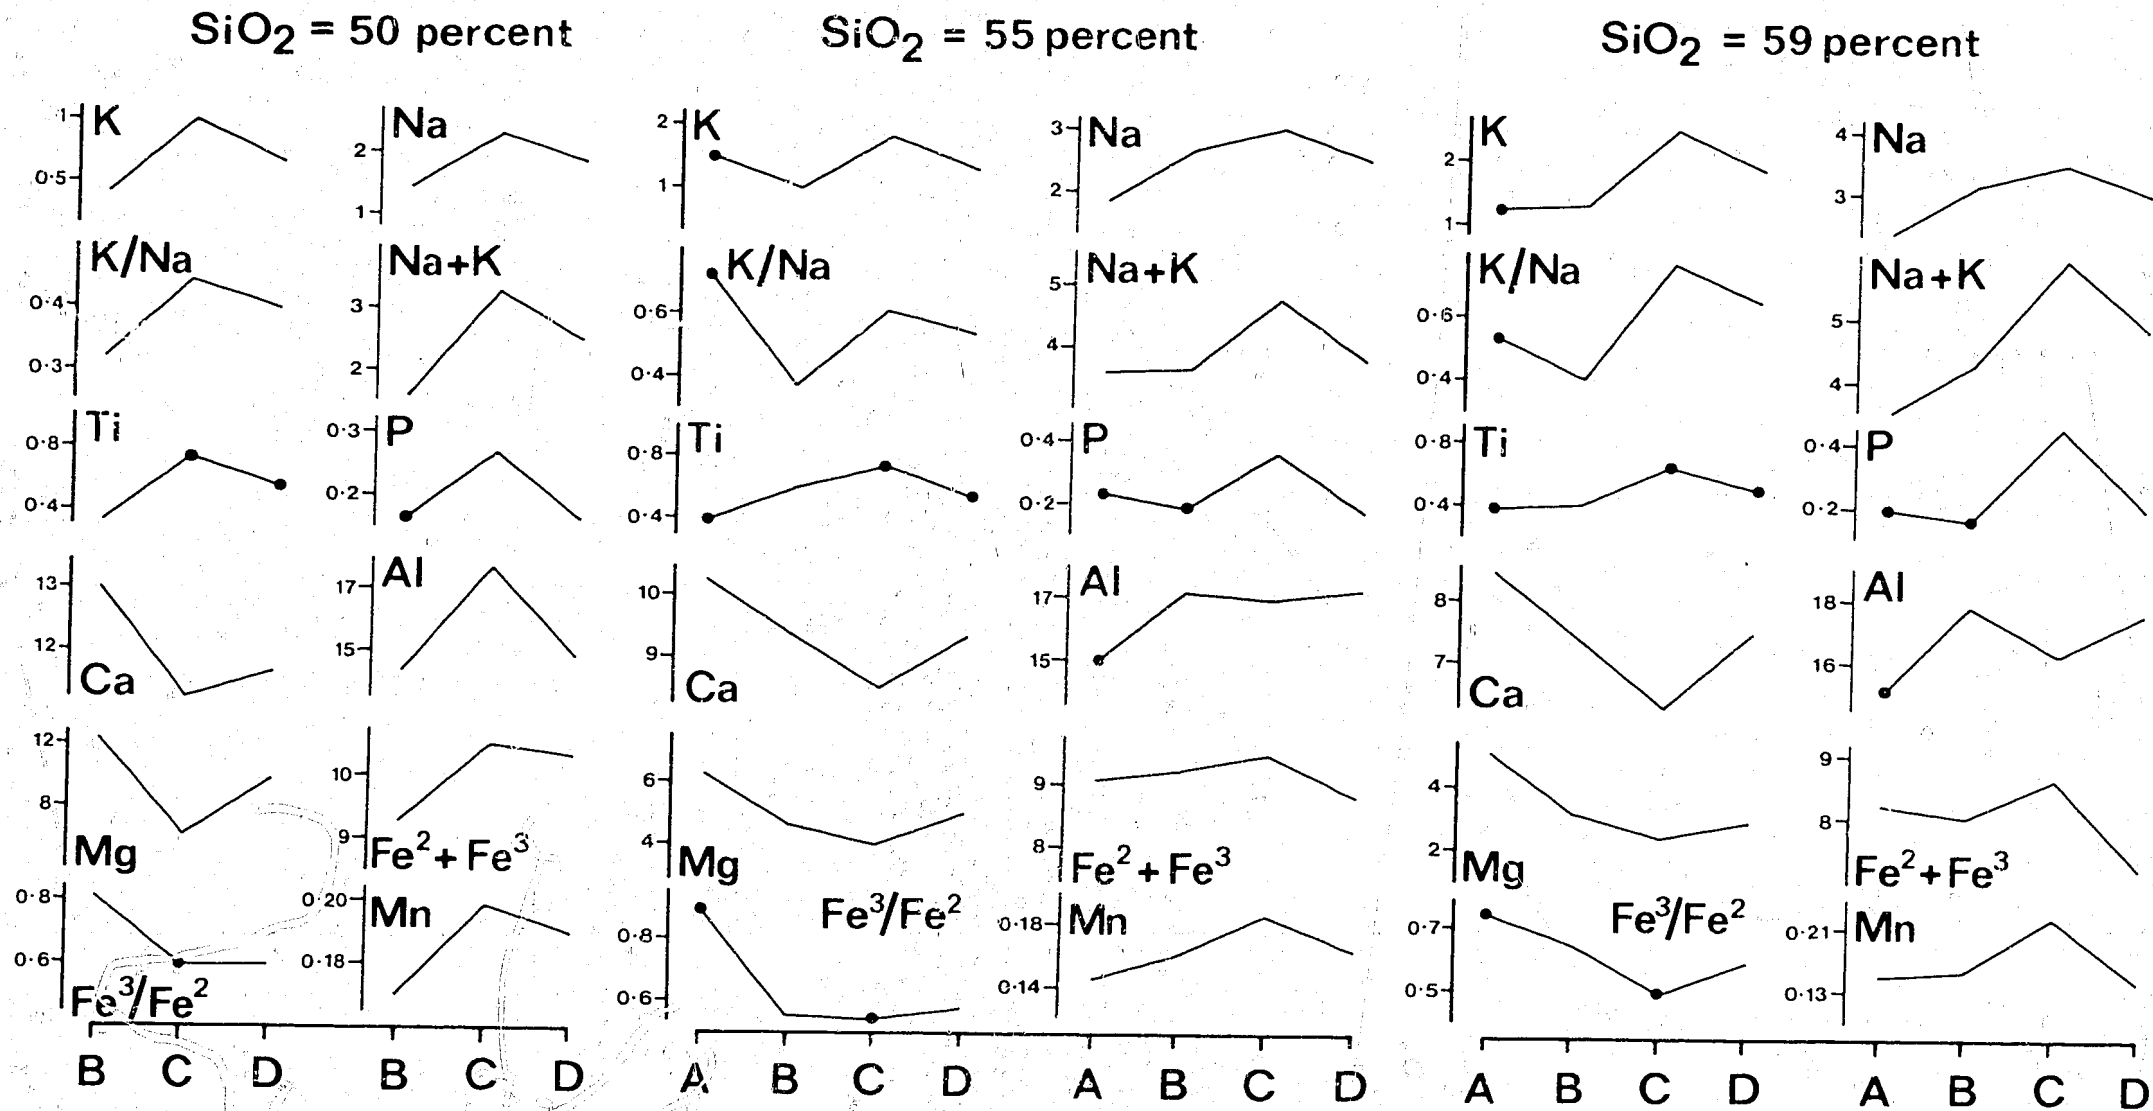 SiO2 = 50 percent
SiO2 = 55 percent
SiO2 = 59 percent
K
1
0·5
Na
2
1
K
2
1
Na
3
2
K
2
1
Na
4
3
K/Na
0·4
0·3
Na+K
3
2
K/Na
0·6
0·4
Na+K
5
4
K/Na
0·6
0·4
Na+K
5
4
Ti
0·8
0·4
P
0·3
0·2
Ti
0·8
0·4
P
0·4
0·2
Ti
0·8
0·4
P
0·4
0·2
13
12
Ca
Al
17
15
10
9
Ca
Al
17
15
8
7
Ca
Al
18
16
12
8
Mg
10
9
Fe2+Fe3
6
4
Mg
9
8
Fe2+Fe3
4
2
Mg
9
8
Fe2+Fe3
0·8
0·6
Fe3/Fe2
0·20
Mn
0·18
Fe3/Fe2
0·8
0·6
0·18
Mn
0·14
Fe3/Fe2
0·7
0·5
0·21
Mn
0·13
B C D
B C D
A B C D
A B C D
A B C D
A B C D